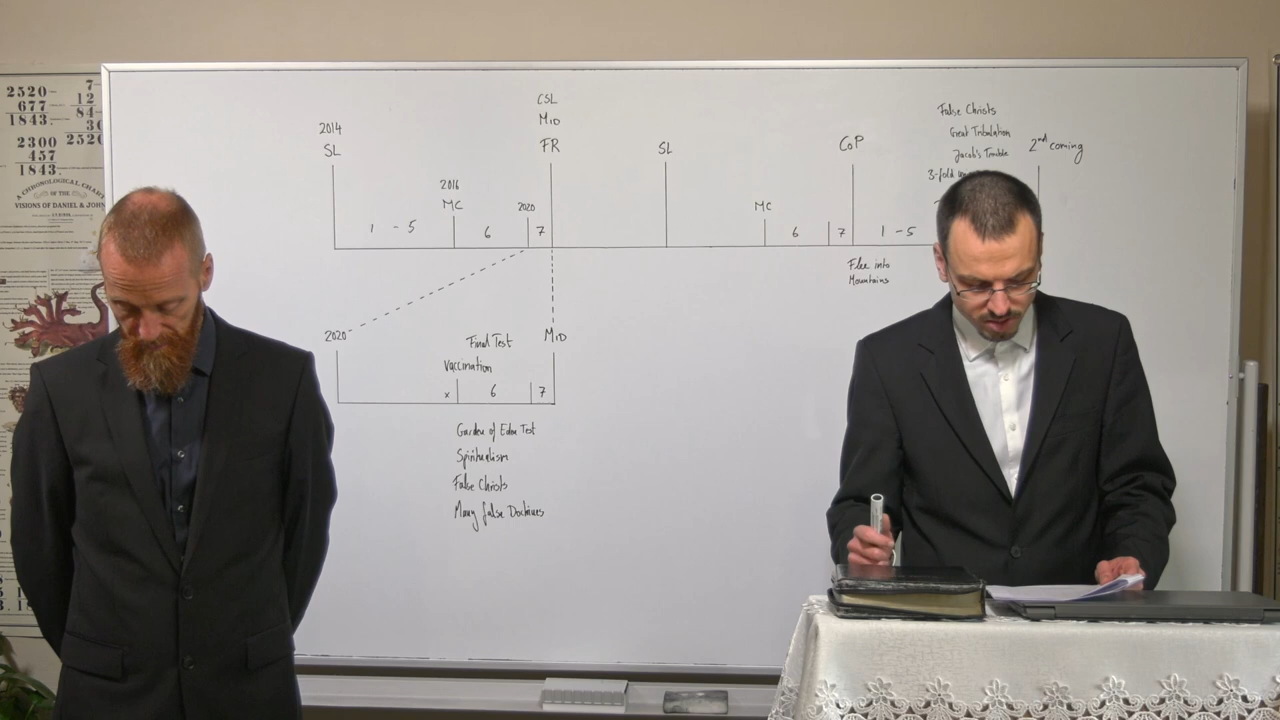 2520
677
1843.
2300
457
1843.
7
12
84
30
2520
A CHRONOLOGICAL CHART
OF THE
VISIONS OF DANIEL & JOHN
2014
SL
2016
MC
2020
CSL
MID
FR
SL
MC
CoP
False Christs
Great Tribulation
Jacob's Trouble
3-fold
2nd coming
1 - 5
6
7
6
7
1 - 5
Flee into
Mountains
2020
Final Test
MID
Vaccination
x
6
7
Garden of Eden Test
Spiritualism
False Christs
Many false Doctrines